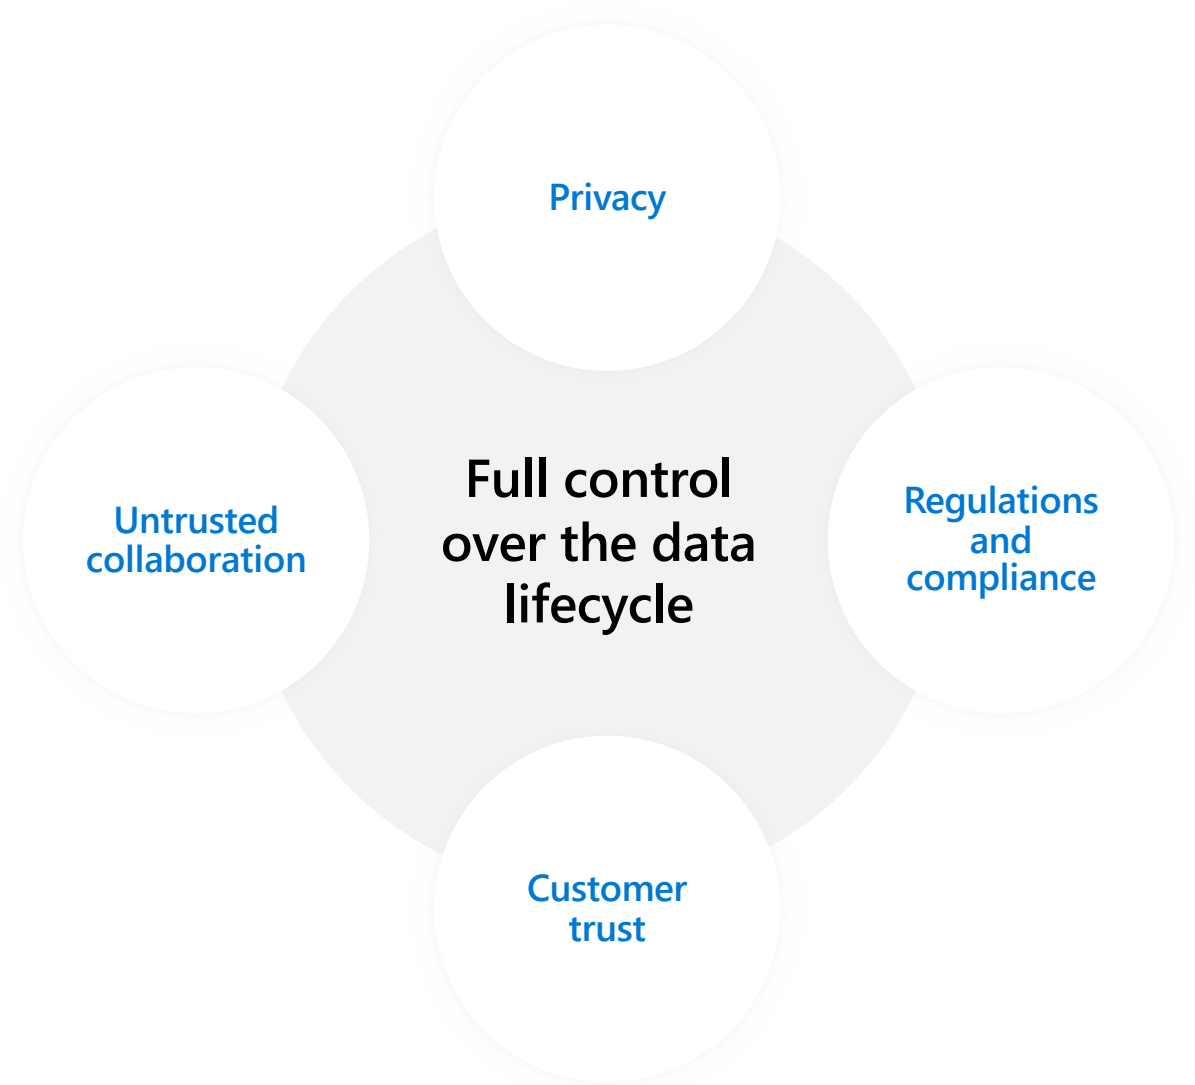 Privacy
Full control
over the data
lifecycle
Untrusted
collaboration
Regulations
and
compliance
Customer
trust